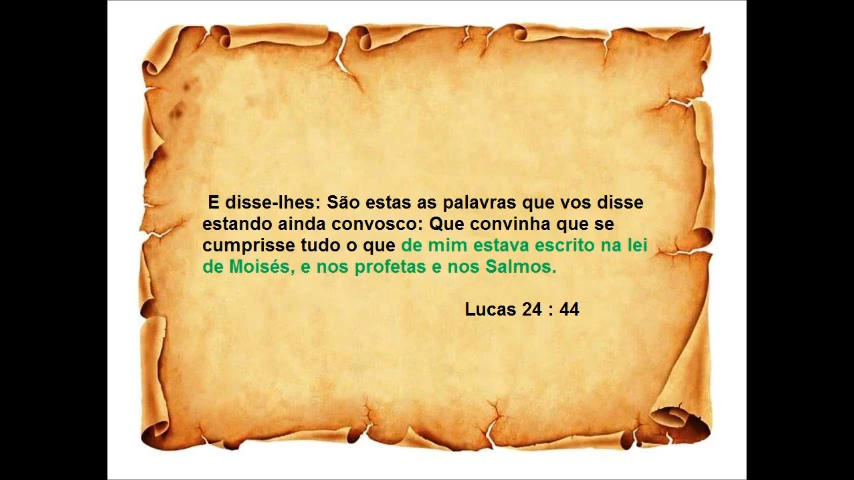 E disse-lhes: São estas as palavras que vos disse
estando ainda convosco: Que convinha que se
cumprisse tudo o que de mim estava escrito na lei
de Moisés, e nos profetas e nos Salmos.
Lucas 24 : 44